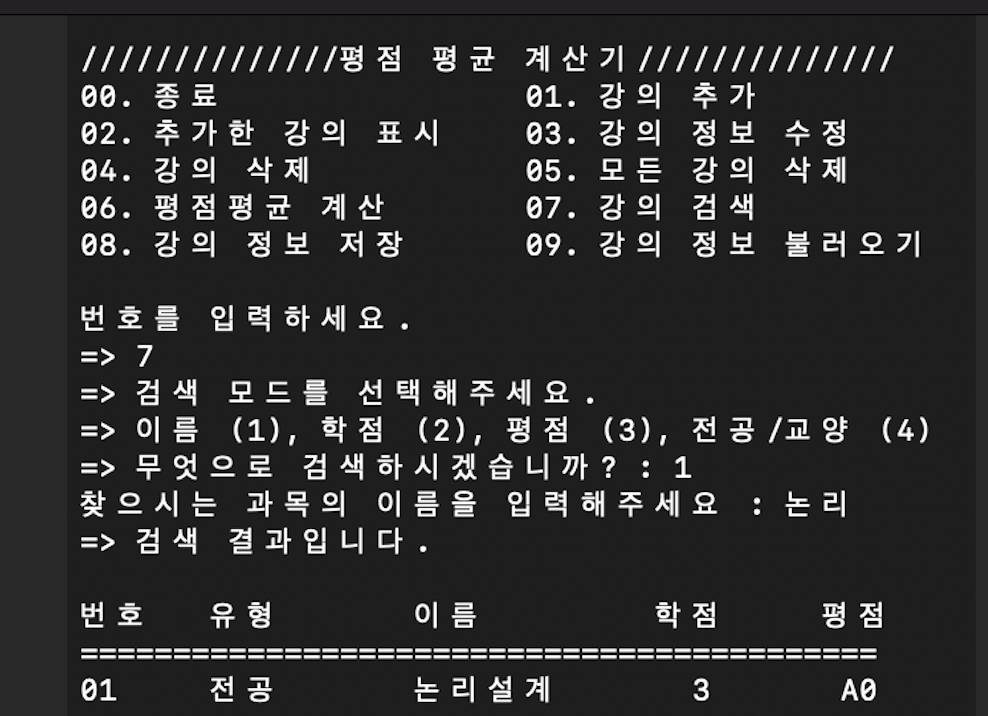 //////////////평점 평균 계산기//////////////
00. 종료 01. 강의 추가
02. 추가한 강의 표시 03. 강의 정보 수정
04. 강의 삭제 05. 모든 강의 삭제
06. 평점평균 계산 07. 강의 검색
08. 강의 정보 저장 09. 강의 정보 불러오기
번호를 입력하세요.
=> 7
=> 검색 모드를 선택해주세요.
=> 이름 (1), 학점 (2), 평점 (3), 전공/교양 (4)
=> 무엇으로 검색하시겠습니까? : 1
찾으시는 과목의 이름을 입력해주세요 : 논리
=> 검색 결과입니다.
번호 유형 이름 학점 평점
===========================================
01 전공 논리설계 3 A0